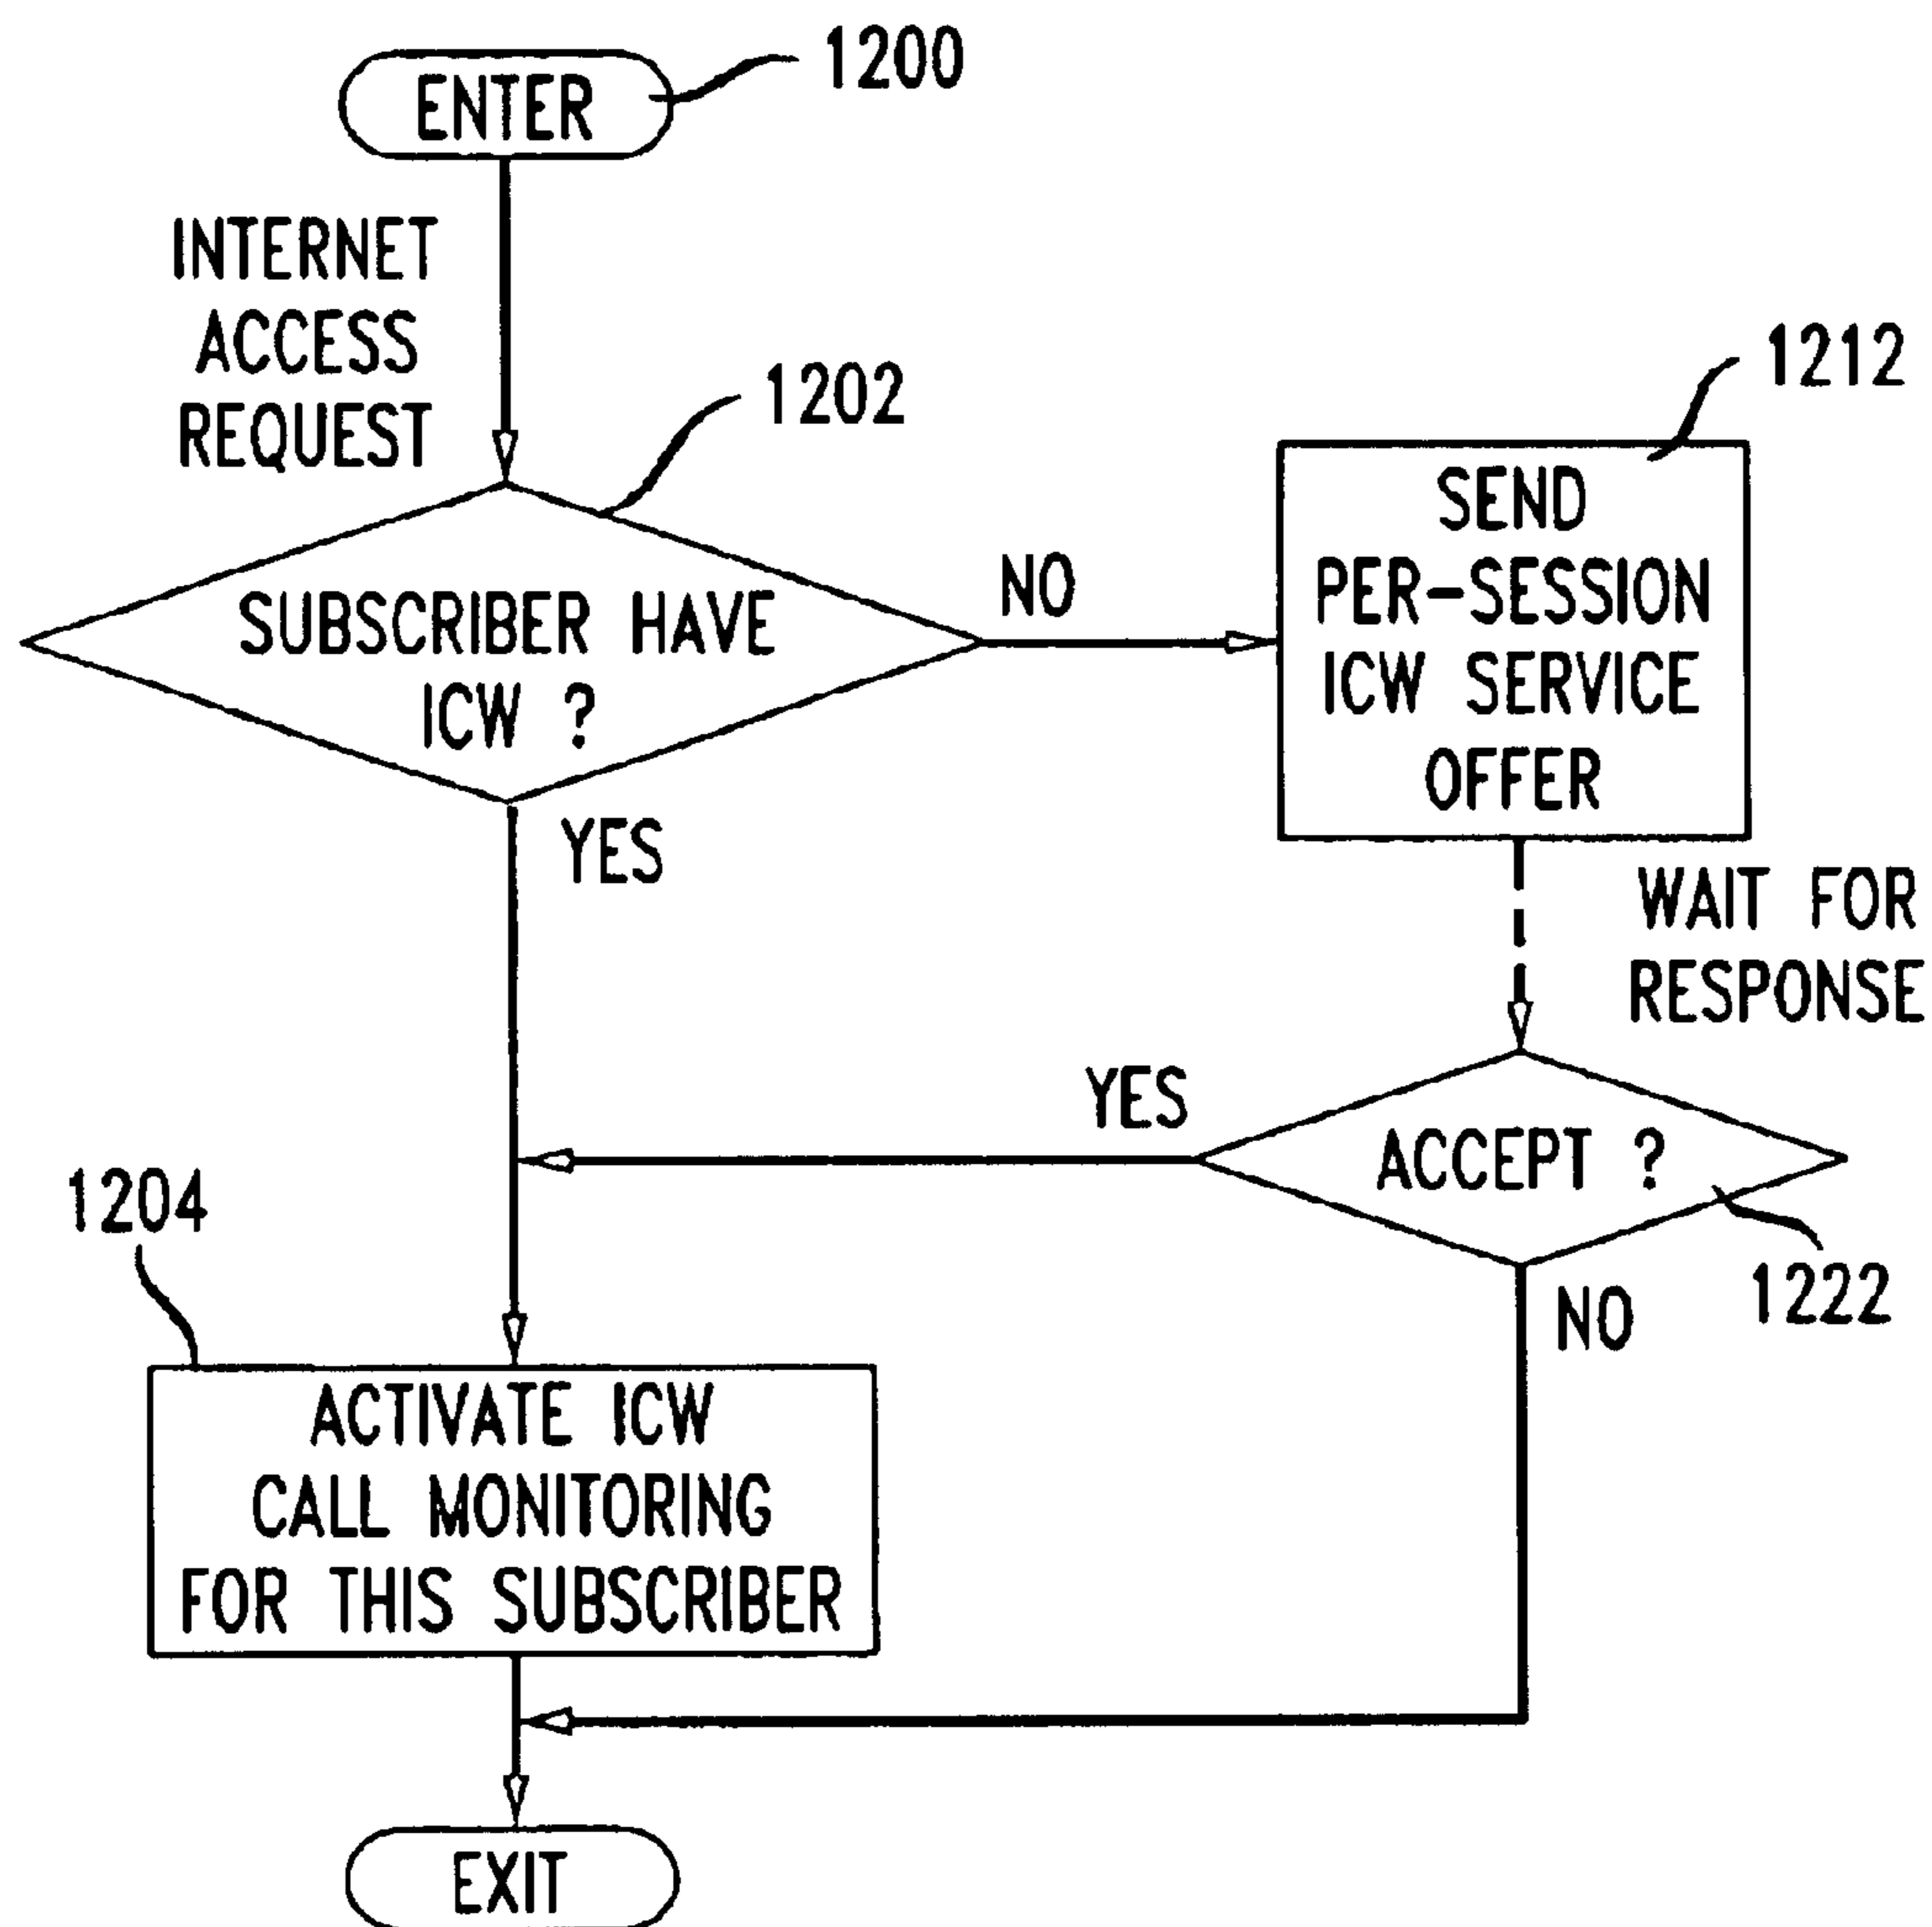 ENTER
1200
INTERNET
ACCESS
REQUEST
1202
SUBSCRIBER HAVE
ICW ?
NO
1212
SEND
PER-SESSION
ICW SERVICE
OFFER
YES
WAIT FOR
RESPONSE
YES
ACCEPT ?
1222
NO
1204
ACTIVATE ICW
CALL MONITORING
FOR THIS SUBSCRIBER
EXIT